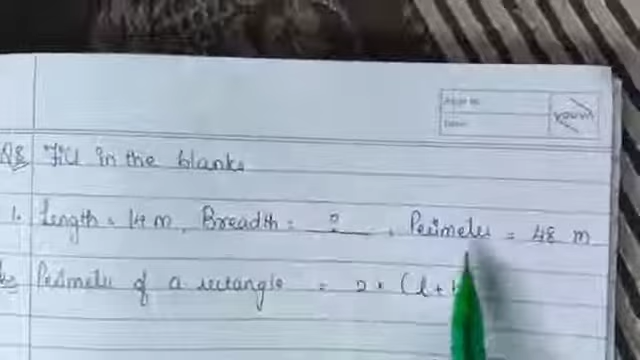 Q8 Fill in the blanks
1. Length = 14 m, Breadth = ?, Perimeter = 48 m
Perimeter of a rectangle = 2 × (l +